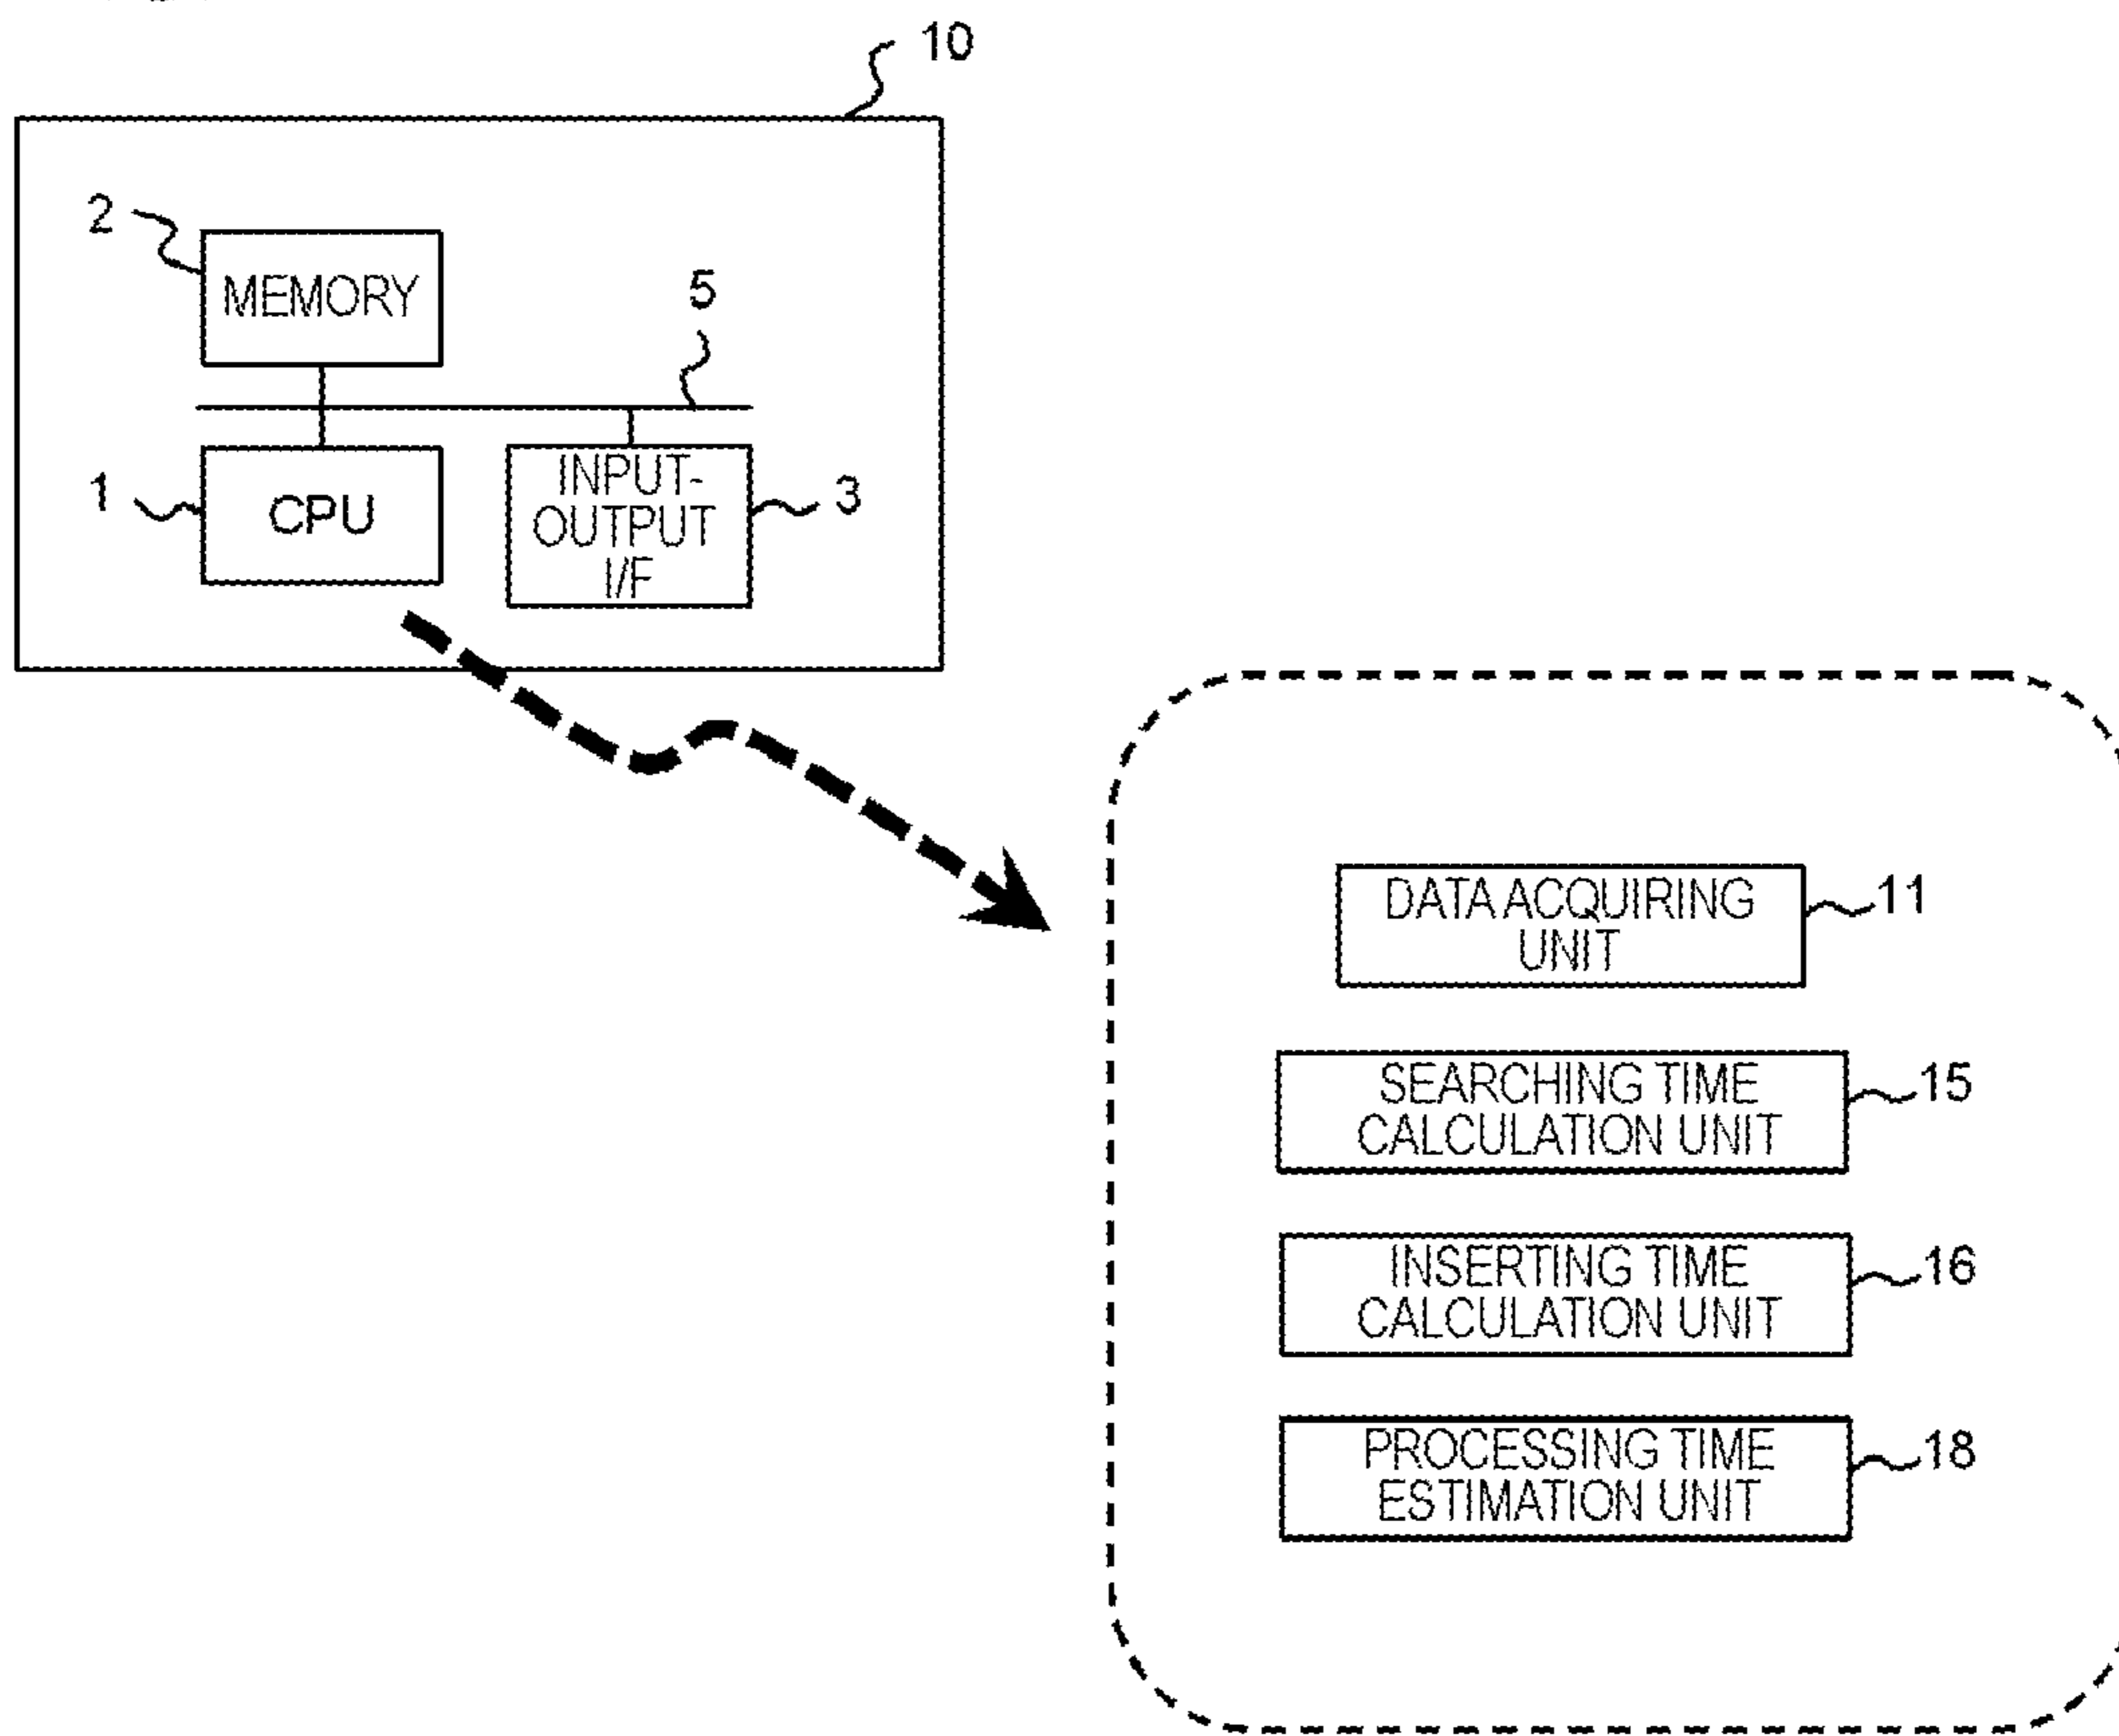 10
2
MEMORY
5
1
CPU
INPUT-
OUTPUT
I/F
3
DATA ACQUIRING
UNIT
11
SEARCHING TIME
CALCULATION UNIT
15
INSERTING TIME
CALCULATION UNIT
16
PROCESSING TIME
ESTIMATION UNIT
18